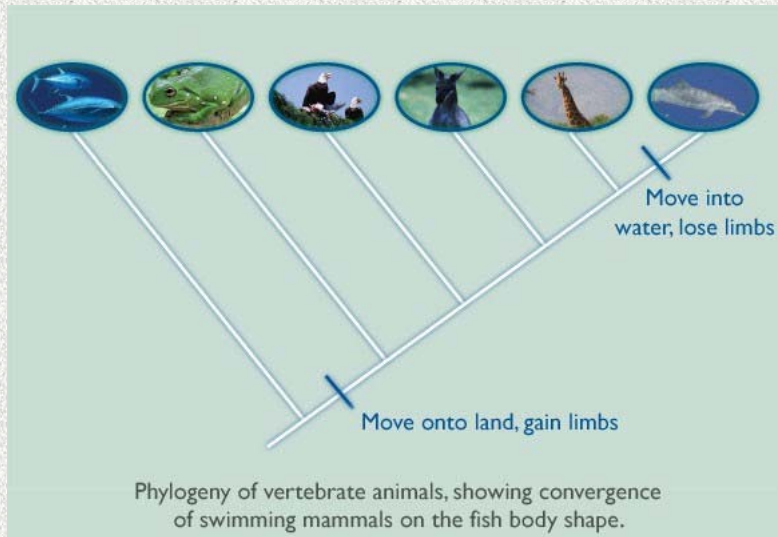 Move into
water, lose limbs
Move onto land, gain limbs
Phylogeny of vertebrate animals, showing convergence
of swimming mammals on the fish body shape.